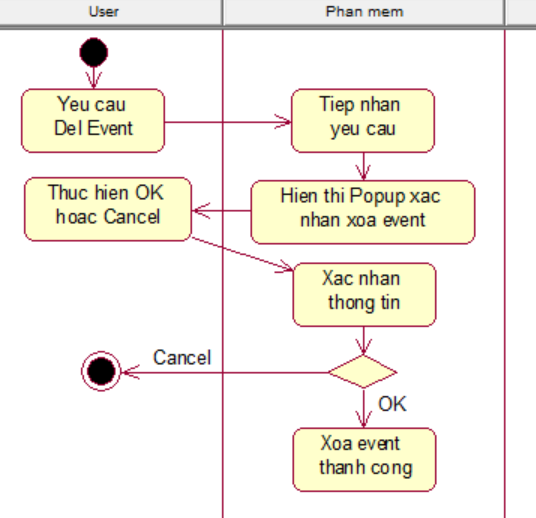 User
Phan mem
Yeu cau
Del Event
Tiep nhan
yeu cau
Thuc hien OK
hoac Cancel
Hien thi Popup xac
nhan xoa event
Xac nhan
thong tin
Cancel
OK
Xoa event
thanh cong